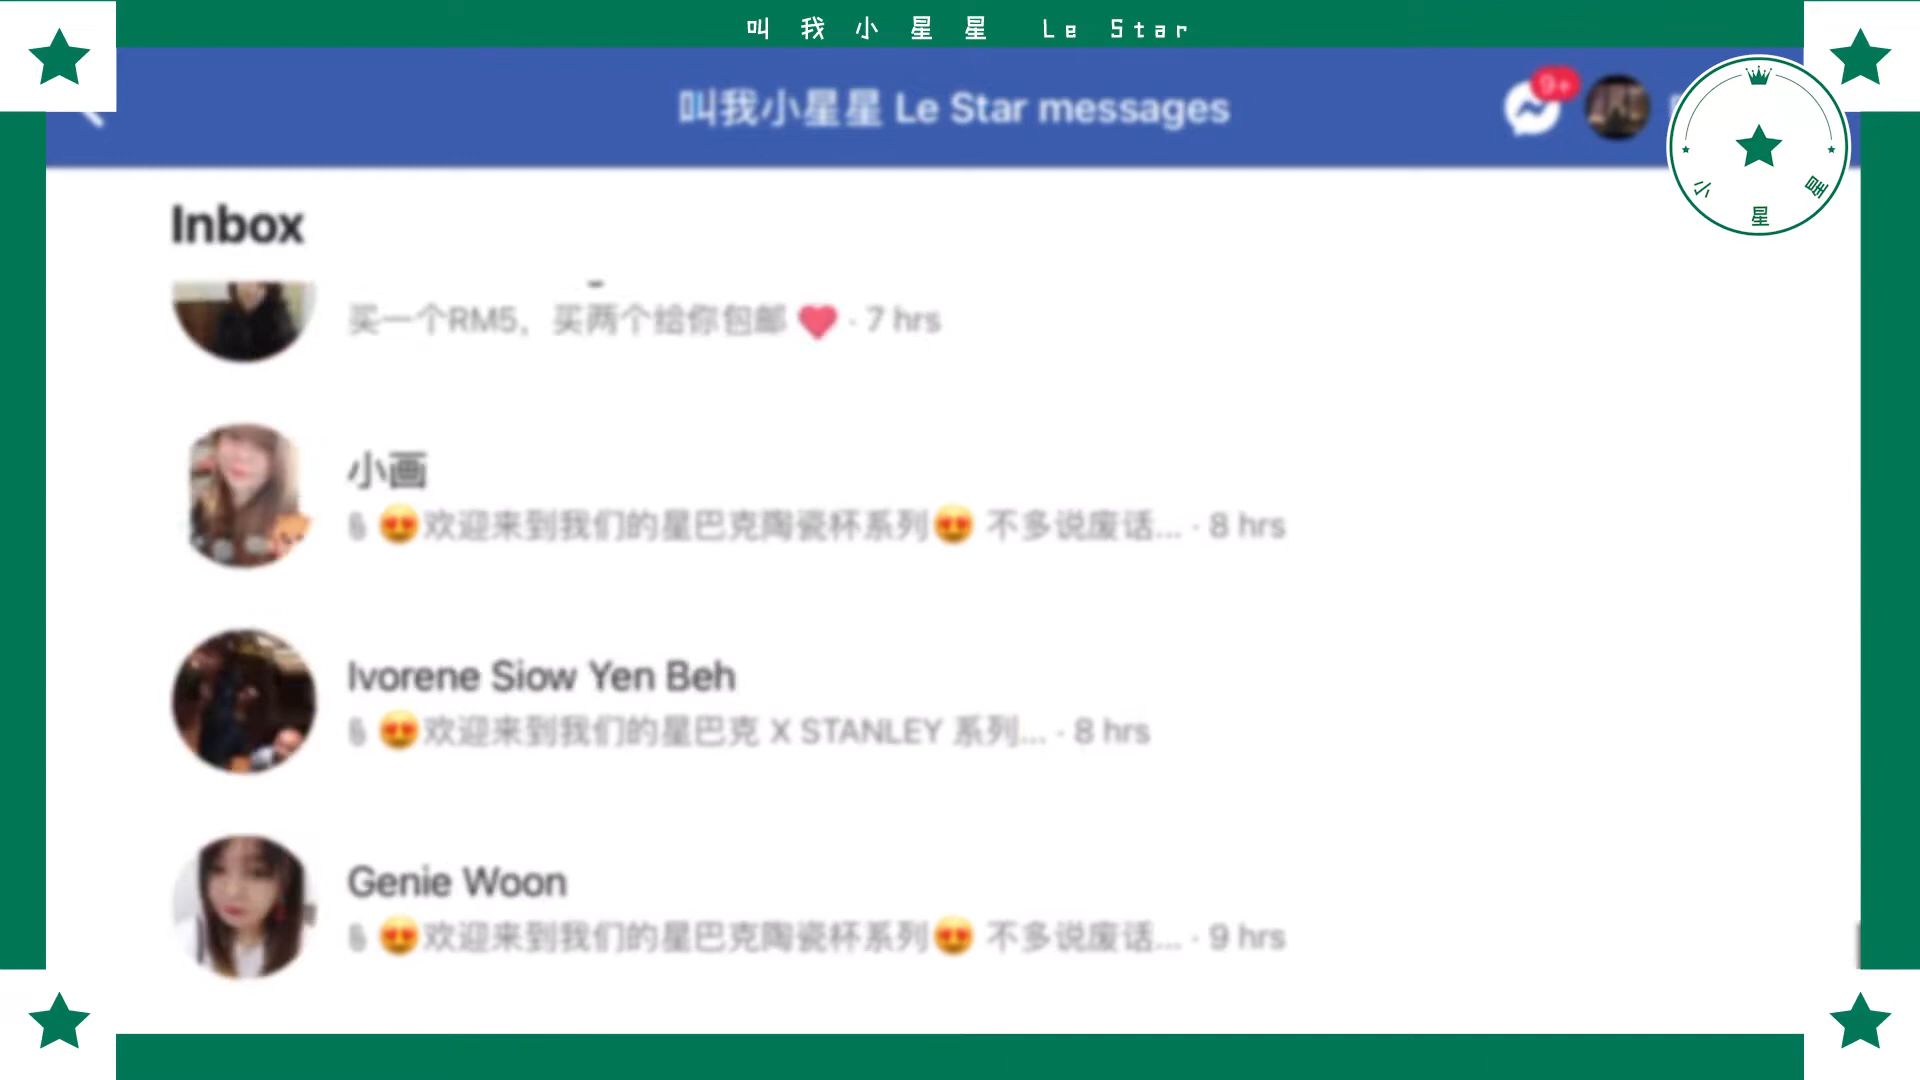 叫我小星星 Le Star
叫我小星星 Le Star messages
9+
小星星
Inbox
买一个RM5，买两个给你包邮 ❤️ · 7 hrs
小画
😍欢迎来到我们的星巴克陶瓷杯系列😍 不多说废话... · 8 hrs
Ivorene Siow Yen Beh
😍欢迎来到我们的星巴克 X STANLEY 系列... · 8 hrs
Genie Woon
😍欢迎来到我们的星巴克陶瓷杯系列😍 不多说废话... · 9 hrs